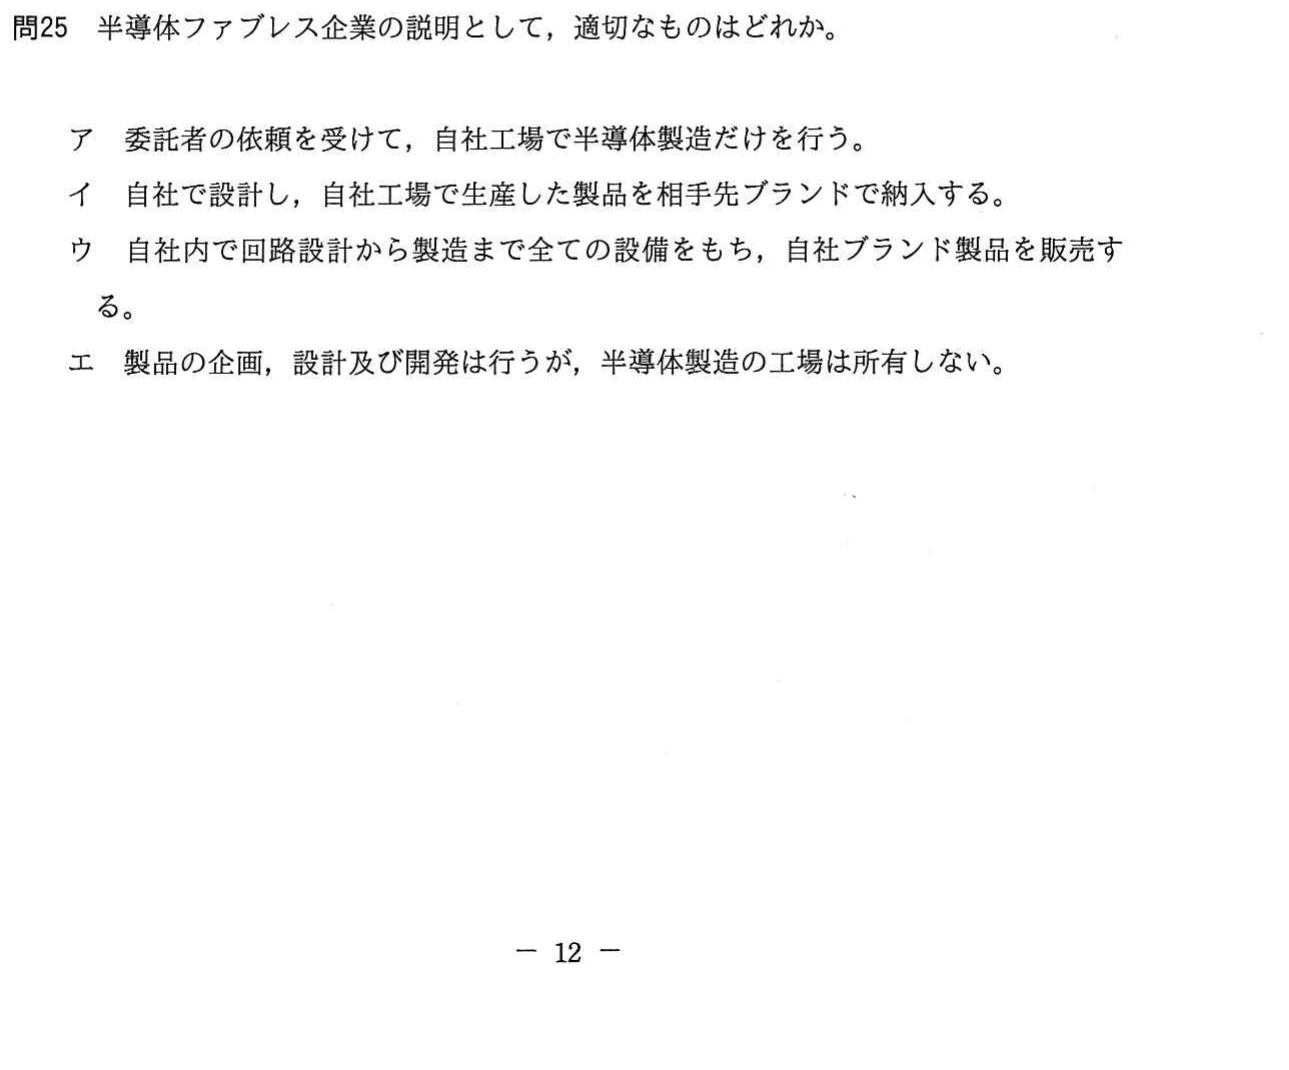 問25 半導体ファブレス企業の説明として，適切なものはどれか。
ア 委託者の依頼を受けて，自社工場で半導体製造だけを行う。
イ 自社で設計し，自社工場で生産した製品を相手先ブランドで納入する。
ウ 自社内で回路設計から製造まで全ての設備をもち，自社ブランド製品を販売す
る。
エ 製品の企画，設計及び開発は行うが，半導体製造の工場は所有しない。
－ 12 －